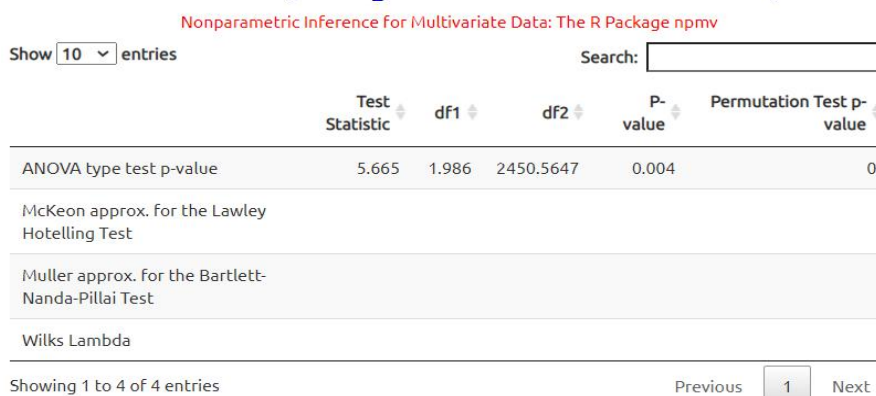 Nonparametric Inference for Multivariate Data: The R Package npmv
Show 10 entries
Search:
Test Statistic df1 df2 P-value Permutation Test p-value
ANOVA type test p-value 5.665 1.986 2450.5647 0.004 0
McKeon approx. for the Lawley
Hotelling Test
Muller approx. for the Bartlett-
Nanda-Pillai Test
Wilks Lambda
Showing 1 to 4 of 4 entries
Previous 1 Next